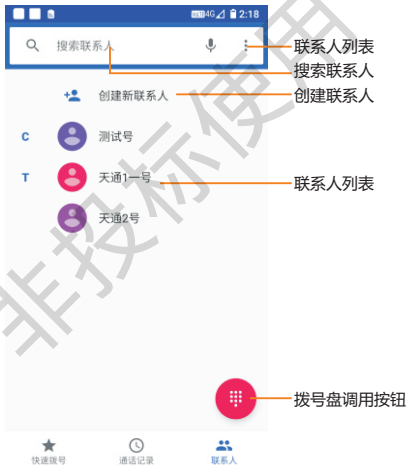 4G 2:18
搜索联系人
联系人列表
搜索联系人
创建新联系人
创建联系人
C 测试号
T 天通1一号
联系人列表
天通2号
拨号盘调用按钮
快速拨号 通话记录 联系人
非投标使用